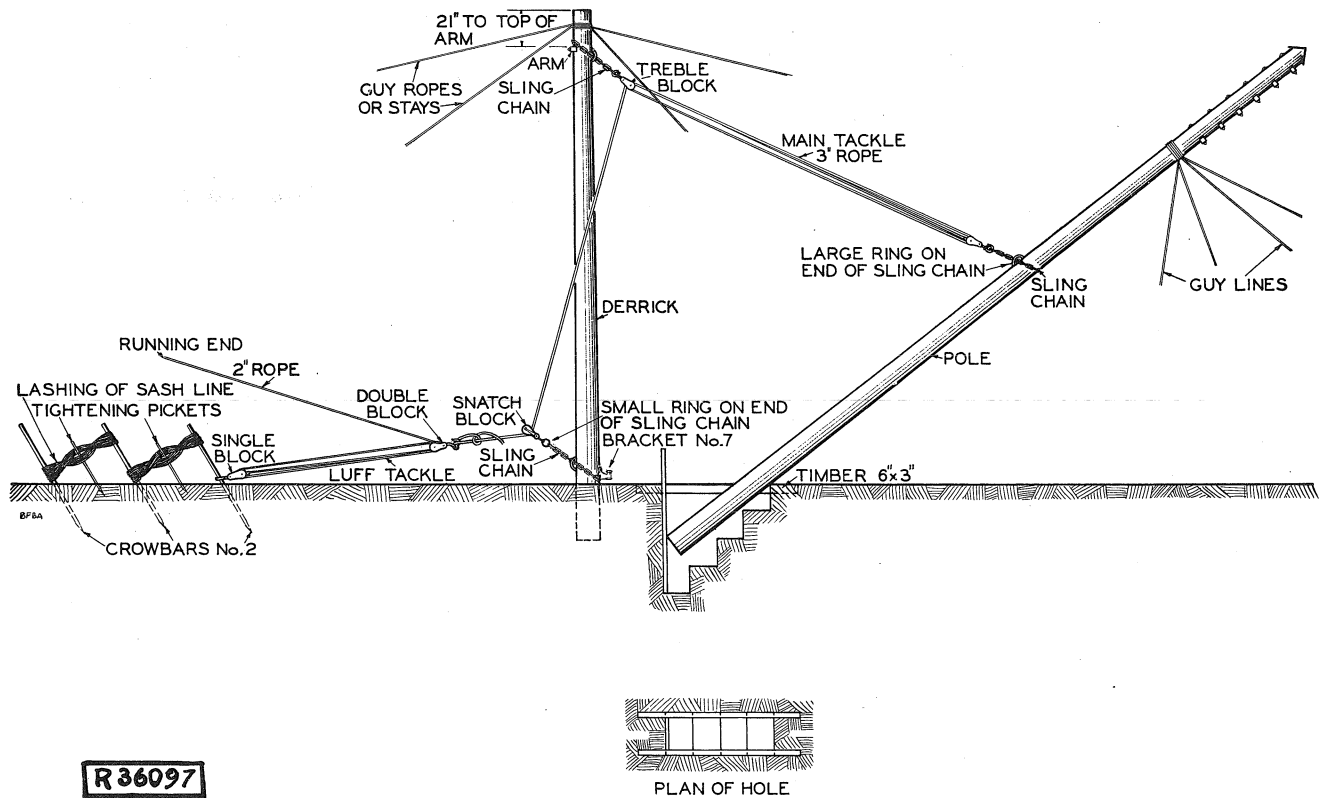 21" TO TOP OF
ARM
ARM
GUY ROPES
OR STAYS
SLING
CHAIN
TREBLE
BLOCK
MAIN TACKLE
3" ROPE
LARGE RING ON
END OF SLING CHAIN
SLING
CHAIN
GUY LINES
DERRICK
POLE
RUNNING END
2" ROPE
LASHING OF SASH LINE
TIGHTENING PICKETS
SINGLE
BLOCK
DOUBLE
BLOCK
SNATCH
BLOCK
SMALL RING ON END
OF SLING CHAIN
BRACKET No.7
SLING
CHAIN
LUFF TACKLE
TIMBER 6"x3"
BFBA
CROWBARS No.2
PLAN OF HOLE
R36097